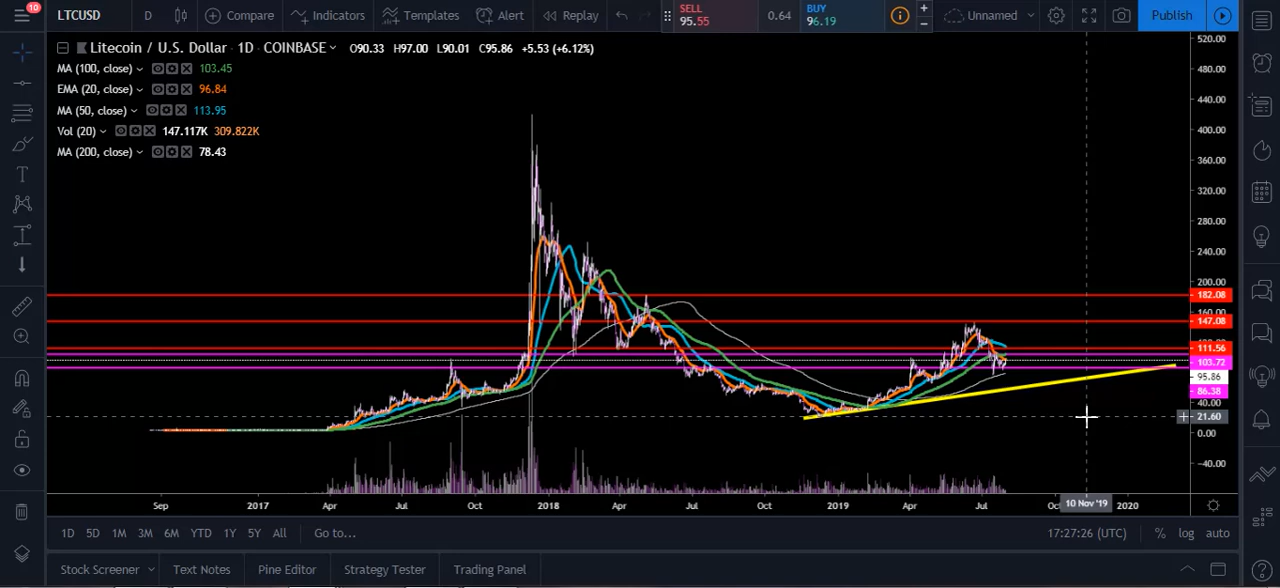 10
LTCUSD D Compare Indicators Templates Alert Replay SELL 95.55 0.64 BUY 96.19 Unnamed Publish
Litecoin / U.S. Dollar · 1D · COINBASE O90.33 H97.00 L90.01 C95.86 +5.53 (+6.12%)
MA (100, close) 103.45
EMA (20, close) 96.84
MA (50, close) 113.95
Vol (20) 147.117K 309.822K
MA (200, close) 78.43
520.00
480.00
440.00
400.00
360.00
320.00
280.00
240.00
200.00
182.08
160.00
147.08
111.56
103.72
95.86
86.38
40.00
21.60
0.00
-40.00
Sep 2017 Apr Jul Oct 2018 Apr Jul Oct 2019 Apr Jul Oct 10 Nov '19 2020
1D 5D 1M 3M 6M YTD 1Y 5Y All Go to... 17:27:26 (UTC) % log auto
Stock Screener Text Notes Pine Editor Strategy Tester Trading Panel